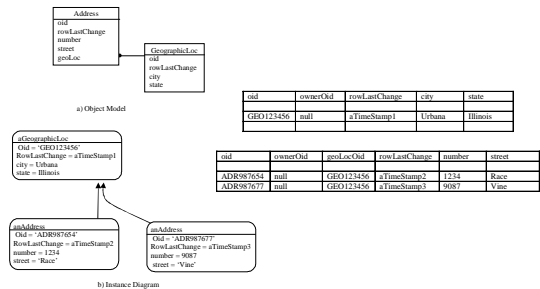 Address
oid
rowLastChange
number
street
geoLoc
GeographicLoc
oid
rowLastChange
city
state
a) Object Model
aGeographicLoc
Oid = 'GEO123456'
RowLastChange = aTimeStamp1
city = Urbana
state = Illinois
anAddress
Oid = 'ADR987654'
RowLastChange = aTimeStamp2
number = 1234
street = 'Race'
anAddress
Oid = 'ADR987677'
RowLastChange = aTimeStamp3
number = 9087
street = 'Vine'
b) Instance Diagram
oid ownerOid rowLastChange city state
GEO123456 null aTimeStamp1 Urbana Illinois
oid ownerOid geoLocOid rowLastChange number street
ADR987654 null GEO123456 aTimeStamp2 1234 Race
ADR987677 null GEO123456 aTimeStamp3 9087 Vine